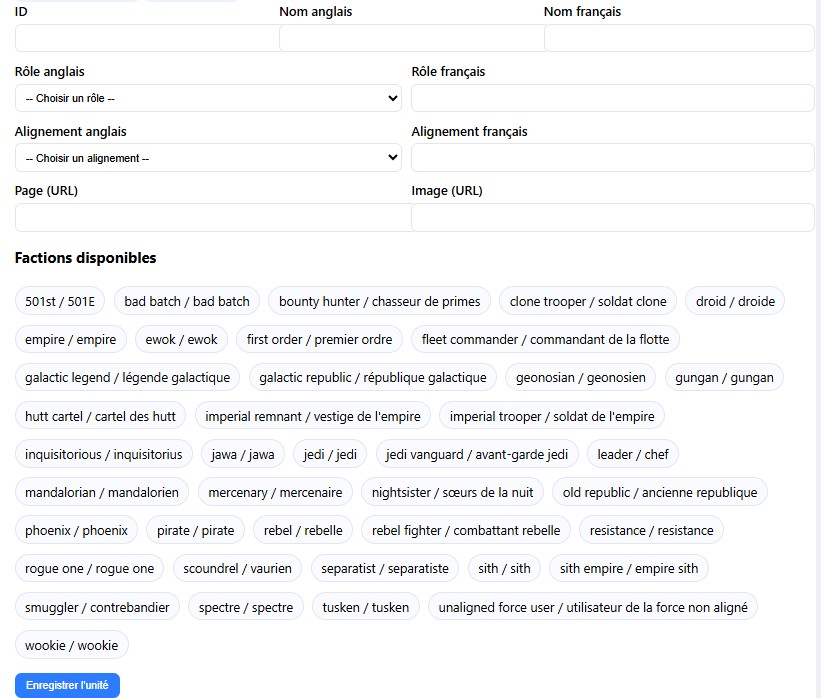 ID Nom anglais Nom français
Rôle anglais Rôle français
-- Choisir un rôle --
Alignement anglais Alignement français
-- Choisir un alignement --
Page (URL) Image (URL)
Factions disponibles
501st / 501E bad batch / bad batch bounty hunter / chasseur de primes clone trooper / soldat clone droid / droide
empire / empire ewok / ewok first order / premier ordre fleet commander / commandant de la flotte
galactic legend / légende galactique galactic republic / république galactique geonosian / geonosien gungan / gungan
hutt cartel / cartel des hutt imperial remnant / vestige de l'empire imperial trooper / soldat de l'empire
inquisitorious / inquisitorius jawa / jawa jedi / jedi jedi vanguard / avant-garde jedi leader / chef
mandalorian / mandalorien mercenary / mercenaire nightsister / sœurs de la nuit old republic / ancienne republique
phoenix / phoenix pirate / pirate rebel / rebelle rebel fighter / combattant rebelle resistance / resistance
rogue one / rogue one scoundrel / vaurien separatist / separatiste sith / sith sith empire / empire sith
smuggler / contrebandier spectre / spectre tusken / tusken unaligned force user / utilisateur de la force non aligné
wookie / wookie
Enregistrer l'unité